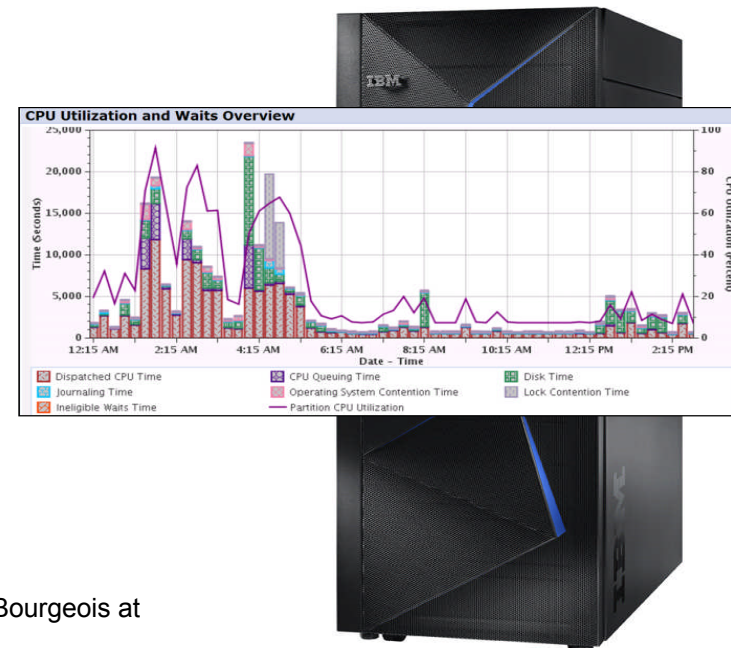 IBM
CPU Utilization and Waits Overview
25,000
20,000
15,000
10,000
5,000
0
Time (Seconds)
100
80
60
40
20
0
12:15 AM 2:15 AM 4:15 AM 6:15 AM 8:15 AM 10:15 AM 12:15 PM 2:15 PM
Date – Time
Dispatched CPU Time CPU Queuing Time Disk Time
Journaling Time Operating System Contention Time Lock Contention Time
Ineligible Waits Time Partition CPU Utilization
IBM
Bourgeois at